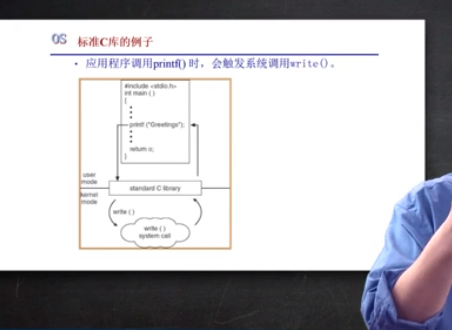 OS 标准C库的例子
• 应用程序调用printf() 时，会触发系统调用write()。
#include <stdio.h>
int main ( )
{
printf ("Greetings");
return o;
}
user
mode
standard C library
kernel
mode
write ( )
write ( )
system call